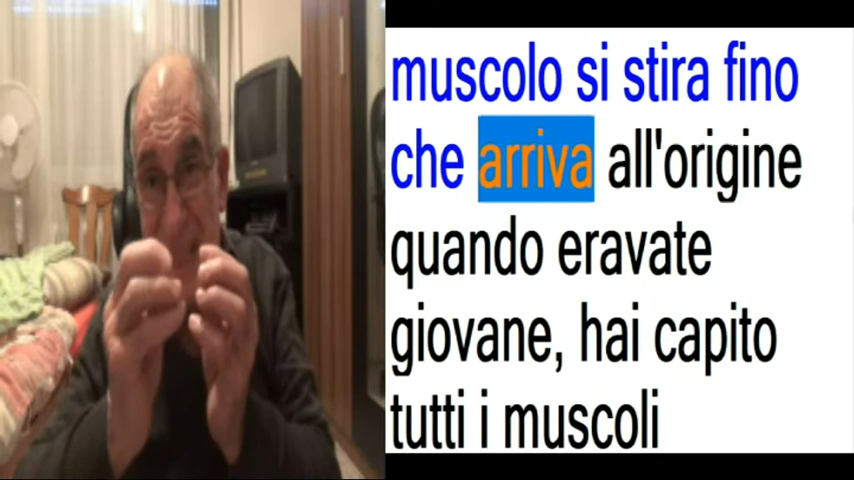 muscolo si stira fino
che arriva all'origine
quando eravate
giovane, hai capito
tutti i muscoli